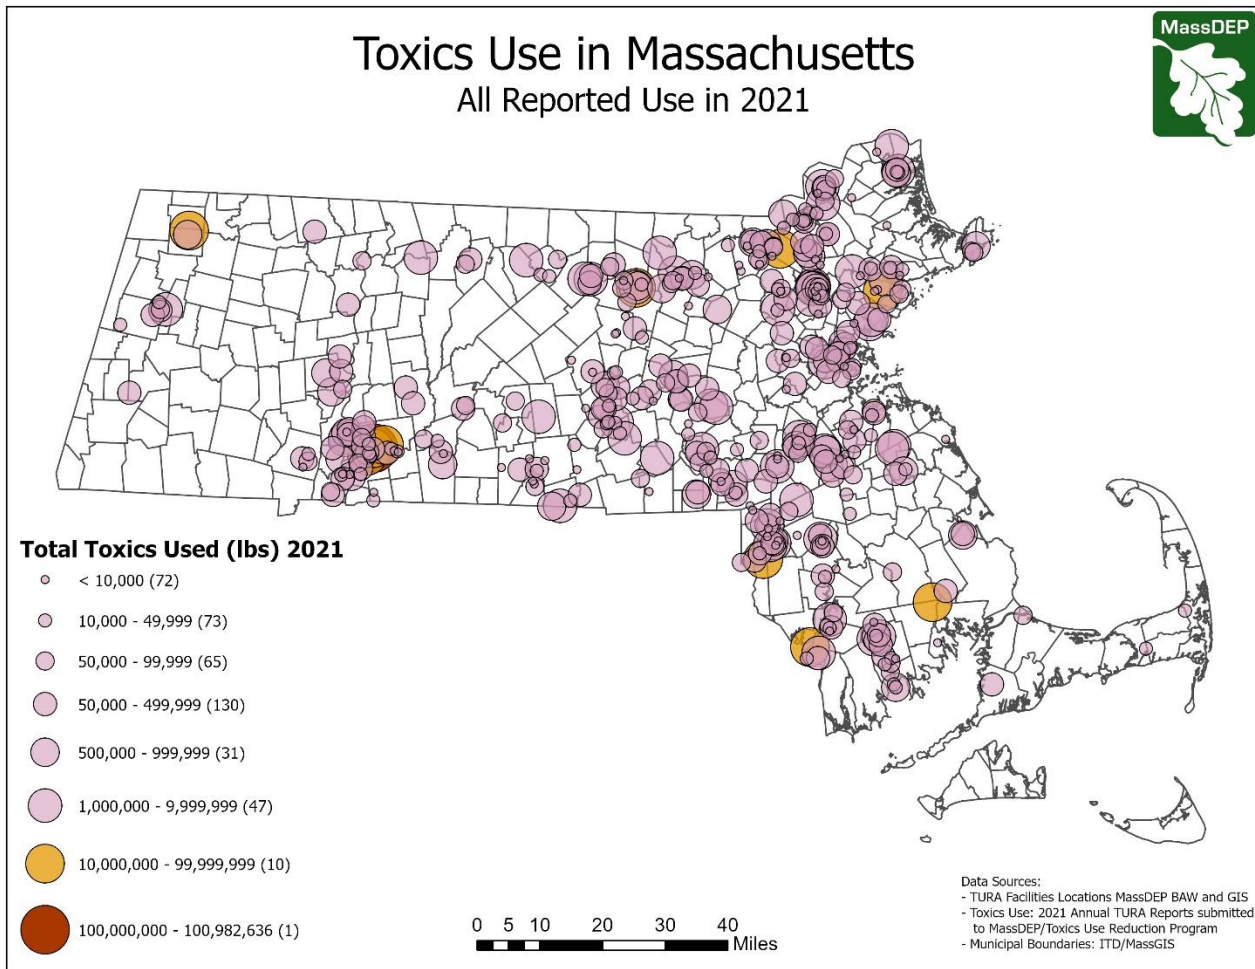 MassDEP
Toxics Use in Massachusetts
All Reported Use in 2021
Total Toxics Used (lbs) 2021
< 10,000 (72)
10,000 - 49,999 (73)
50,000 - 99,999 (65)
50,000 - 499,999 (130)
500,000 - 999,999 (31)
1,000,000 - 9,999,999 (47)
10,000,000 - 99,999,999 (10)
100,000,000 - 100,982,636 (1)
0 5 10 20 30 40
Miles
Data Sources:
- TURA Facilities Locations MassDEP BAW and GIS
- Toxics Use: 2021 Annual TURA Reports submitted
to MassDEP/Toxics Use Reduction Program
- Municipal Boundaries: ITD/MassGIS